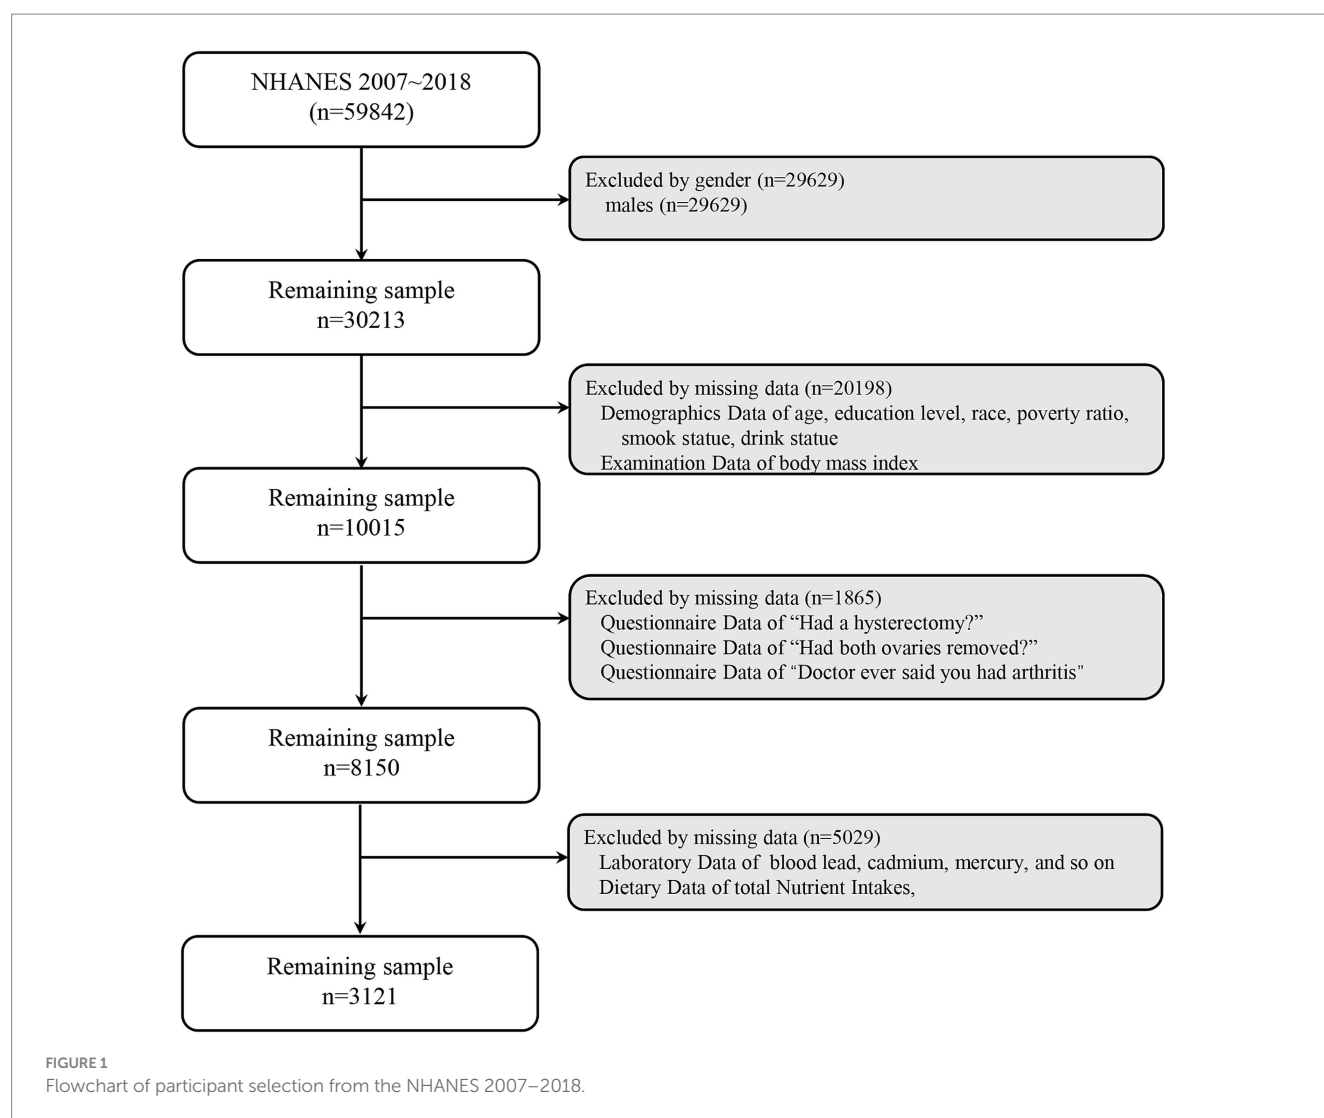 NHANES 2007~2018
(n=59842)
Excluded by gender (n=29629)
males (n=29629)
Remaining sample
n=30213
Excluded by missing data (n=20198)
Demographics Data of age, education level, race, poverty ratio,
smook statue, drink statue
Examination Data of body mass index
Remaining sample
n=10015
Excluded by missing data (n=1865)
Questionnaire Data of “Had a hysterectomy?”
Questionnaire Data of “Had both ovaries removed?”
Questionnaire Data of “Doctor ever said you had arthritis”
Remaining sample
n=8150
Excluded by missing data (n=5029)
Laboratory Data of blood lead, cadmium, mercury, and so on
Dietary Data of total Nutrient Intakes,
Remaining sample
n=3121
FIGURE 1
Flowchart of participant selection from the NHANES 2007–2018.